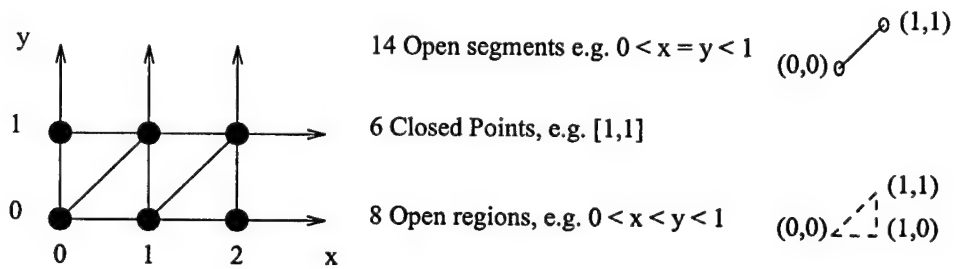 y
14 Open segments e.g. 0 < x = y < 1
(1,1)
(0,0)
1
6 Closed Points, e.g. [1,1]
0
8 Open regions, e.g. 0 < x < y < 1
(1,1)
(0,0)
(1,0)
0 1 2 x